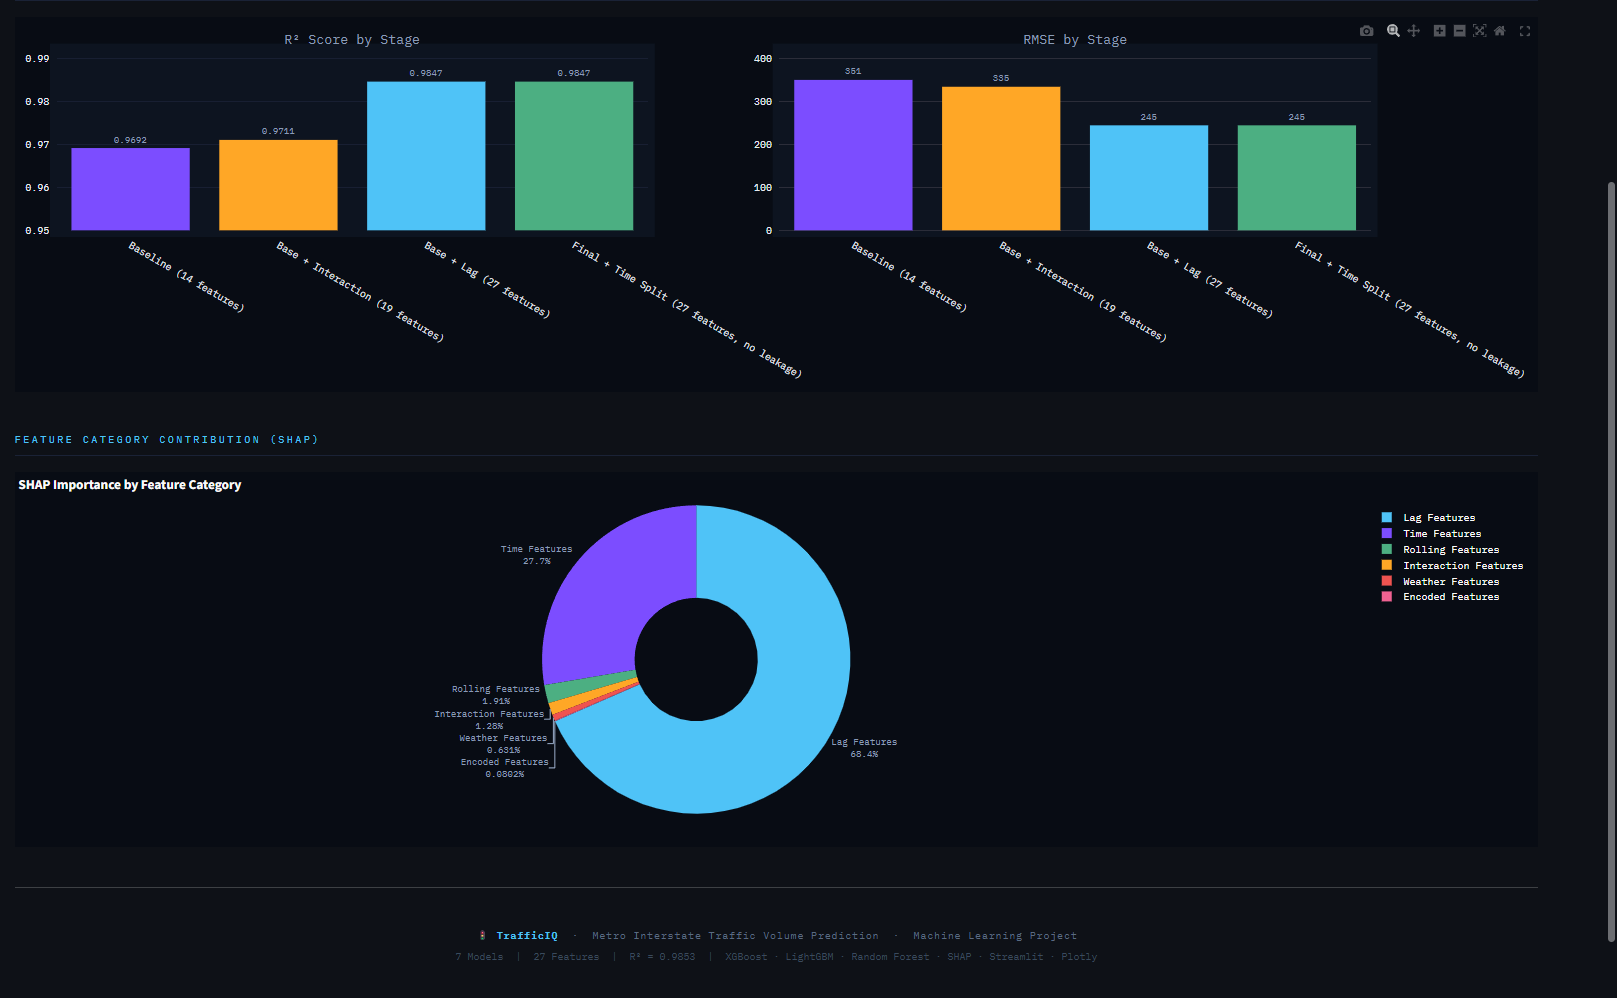 R² Score by Stage
0.99
0.98
0.97
0.96
0.95
0.9692
0.9711
0.9847
0.9847
Baseline (14 features)
Base + Interaction (19 features)
Base + Lag (27 features)
Final + Time Split (27 features, no leakage)
RMSE by Stage
400
300
200
100
0
351
335
245
245
Baseline (14 features)
Base + Interaction (19 features)
Base + Lag (27 features)
Final + Time Split (27 features, no leakage)
FEATURE CATEGORY CONTRIBUTION (SHAP)
SHAP Importance by Feature Category
Time Features
27.7%
Rolling Features
1.91%
Interaction Features
1.28%
Weather Features
0.631%
Encoded Features
0.0802%
Lag Features
68.4%
Lag Features
Time Features
Rolling Features
Interaction Features
Weather Features
Encoded Features
TrafficIQ · Metro Interstate Traffic Volume Prediction · Machine Learning Project
7 Models | 27 Features | R² = 0.9853 | XGBoost · LightGBM · Random Forest · SHAP · Streamlit · Plotly